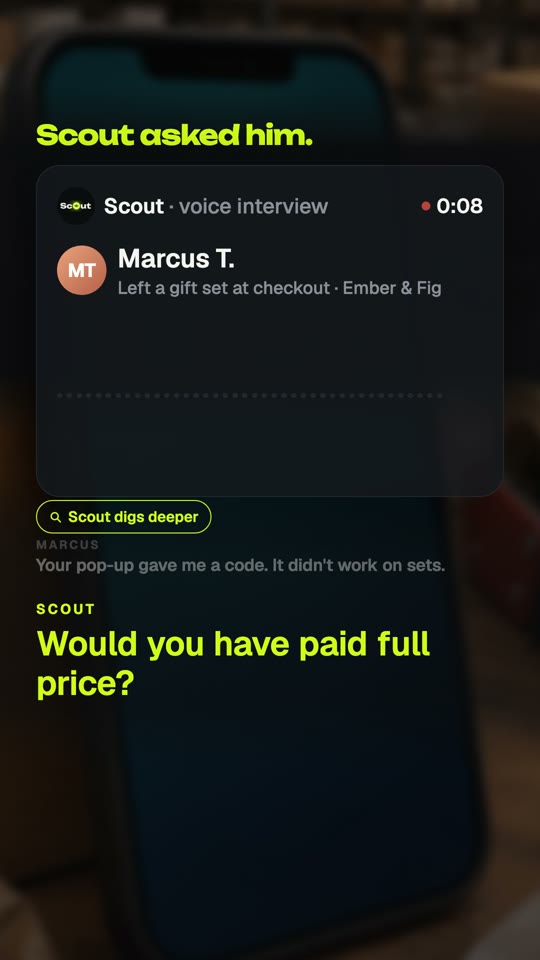 Scout asked him.
Scout
Scout · voice interview
0:08
MT
Marcus T.
Left a gift set at checkout · Ember & Fig
Scout digs deeper
MARCUS
Your pop-up gave me a code. It didn't work on sets.
SCOUT
Would you have paid full
price?